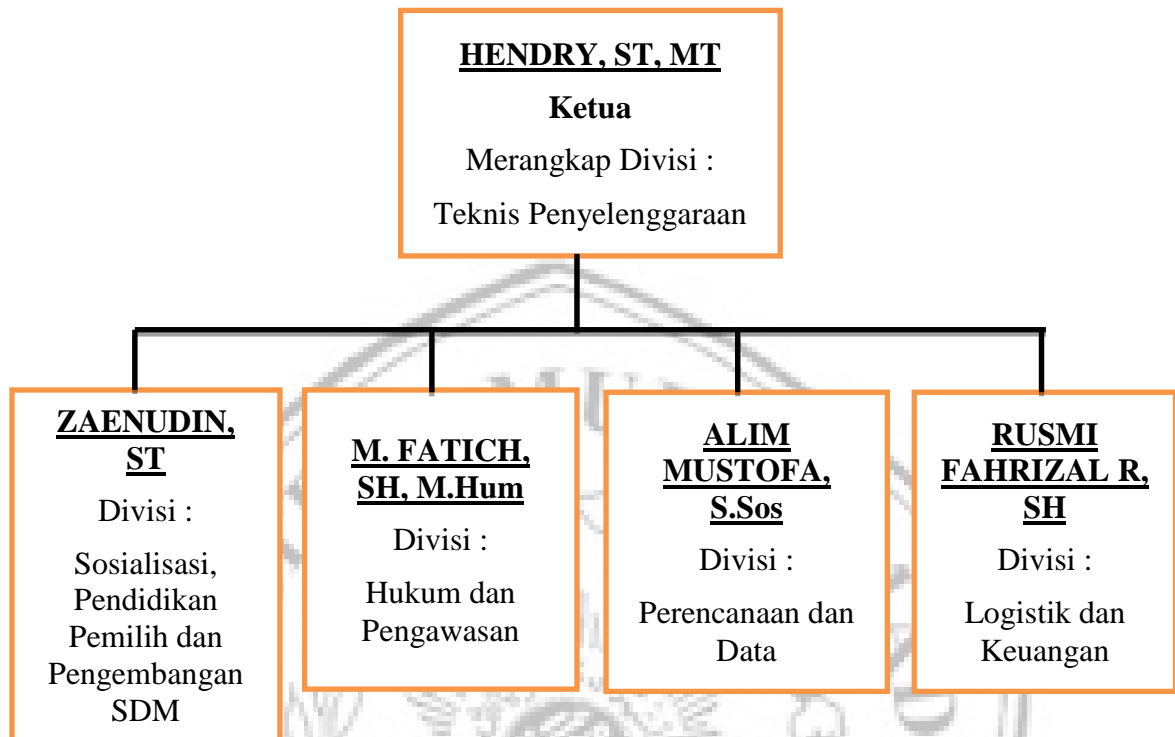 HENDRY, ST, MT
Ketua
Merangkap Divisi :
Teknis Penyelenggaraan
ZAENUDIN,
ST
Divisi :
Sosialisasi,
Pendidikan
Pemilih dan
Pengembangan
SDM
M. FATICH,
SH, M.Hum
Divisi :
Hukum dan
Pengawasan
ALIM
MUSTOFA,
S.Sos
Divisi :
Perencanaan dan
Data
RUSMI
FAHRIZAL R,
SH
Divisi :
Logistik dan
Keuangan